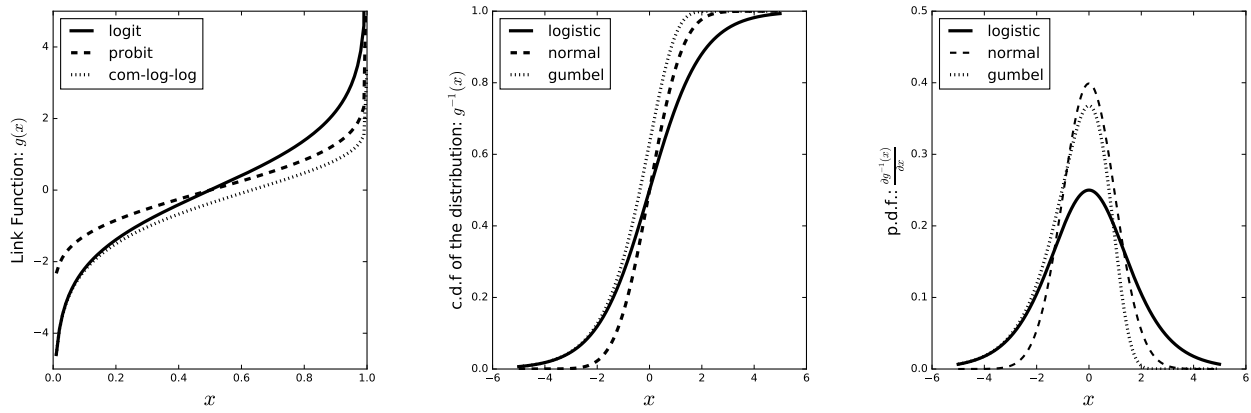 Link Function: g(x)
4
2
0
−2
−4
0.0 0.2 0.4 0.6 0.8 1.0
x
logit
probit
com-log-log
c.d.f of the distribution: g⁻¹(x)
1.0
0.8
0.6
0.4
0.2
0.0
−6 −4 −2 0 2 4 6
x
logistic
normal
gumbel
p.d.f.: ∂g⁻¹(x)/∂x
0.5
0.4
0.3
0.2
0.1
0.0
−6 −4 −2 0 2 4 6
x
logistic
normal
gumbel